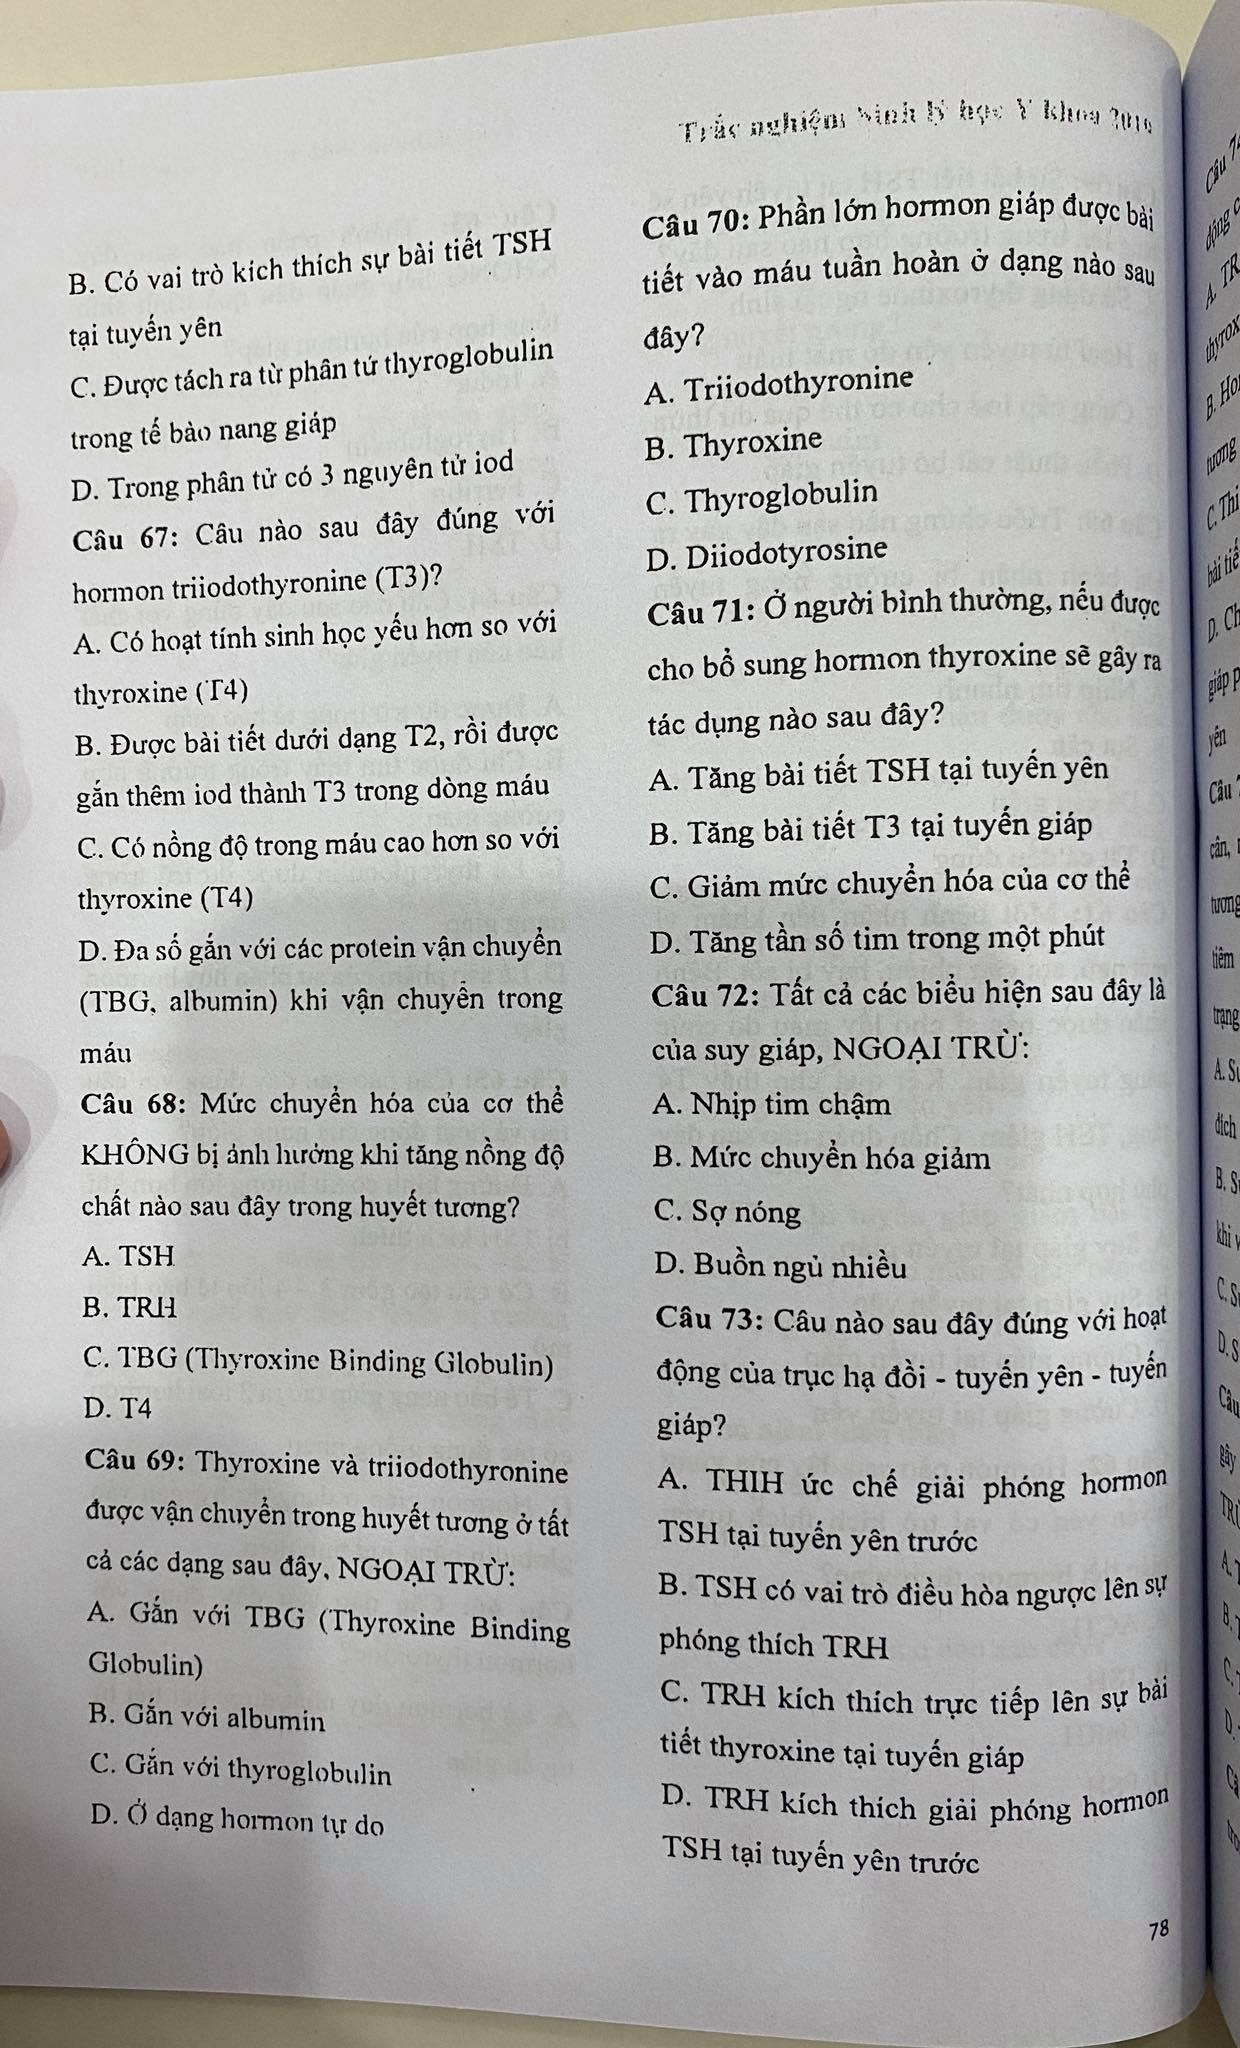 Trắc nghiệm Sinh lý học Y khoa 2019
B. Có vai trò kích thích sự bài tiết TSH
tại tuyến yên
C. Được tách ra từ phân tử thyroglobulin
trong tế bào nang giáp
D. Trong phân tử có 3 nguyên tử iod
Câu 67: Câu nào sau đây đúng với
hormon triiodothyronine (T3)?
A. Có hoạt tính sinh học yếu hơn so với
thyroxine (T4)
B. Được bài tiết dưới dạng T2, rồi được
gắn thêm iod thành T3 trong dòng máu
C. Có nồng độ trong máu cao hơn so với
thyroxine (T4)
D. Đa số gắn với các protein vận chuyển
(TBG, albumin) khi vận chuyển trong
máu
Câu 68: Mức chuyển hóa của cơ thể
KHÔNG bị ảnh hưởng khi tăng nồng độ
chất nào sau đây trong huyết tương?
A. TSH
B. TRH
C. TBG (Thyroxine Binding Globulin)
D. T4
Câu 69: Thyroxine và triiodothyronine
được vận chuyển trong huyết tương ở tất
cả các dạng sau đây, NGOẠI TRỪ:
A. Gắn với TBG (Thyroxine Binding
Globulin)
B. Gắn với albumin
C. Gắn với thyroglobulin
D. Ở dạng hormon tự do
Câu 70: Phần lớn hormon giáp được bài
tiết vào máu tuần hoàn ở dạng nào sau
đây?
A. Triiodothyronine
B. Thyroxine
C. Thyroglobulin
D. Diiodotyrosine
Câu 71: Ở người bình thường, nếu được
cho bổ sung hormon thyroxine sẽ gây ra
tác dụng nào sau đây?
A. Tăng bài tiết TSH tại tuyến yên
B. Tăng bài tiết T3 tại tuyến giáp
C. Giảm mức chuyển hóa của cơ thể
D. Tăng tần số tim trong một phút
Câu 72: Tất cả các biểu hiện sau đây là
của suy giáp, NGOẠI TRỪ:
A. Nhịp tim chậm
B. Mức chuyển hóa giảm
C. Sợ nóng
D. Buồn ngủ nhiều
Câu 73: Câu nào sau đây đúng với hoạt
động của trục hạ đồi - tuyến yên - tuyến
giáp?
A. THIH ức chế giải phóng hormon
TSH tại tuyến yên trước
B. TSH có vai trò điều hòa ngược lên sự
phóng thích TRH
C. TRH kích thích trực tiếp lên sự bài
tiết thyroxine tại tuyến giáp
D. TRH kích thích giải phóng hormon
TSH tại tuyến yên trước
78